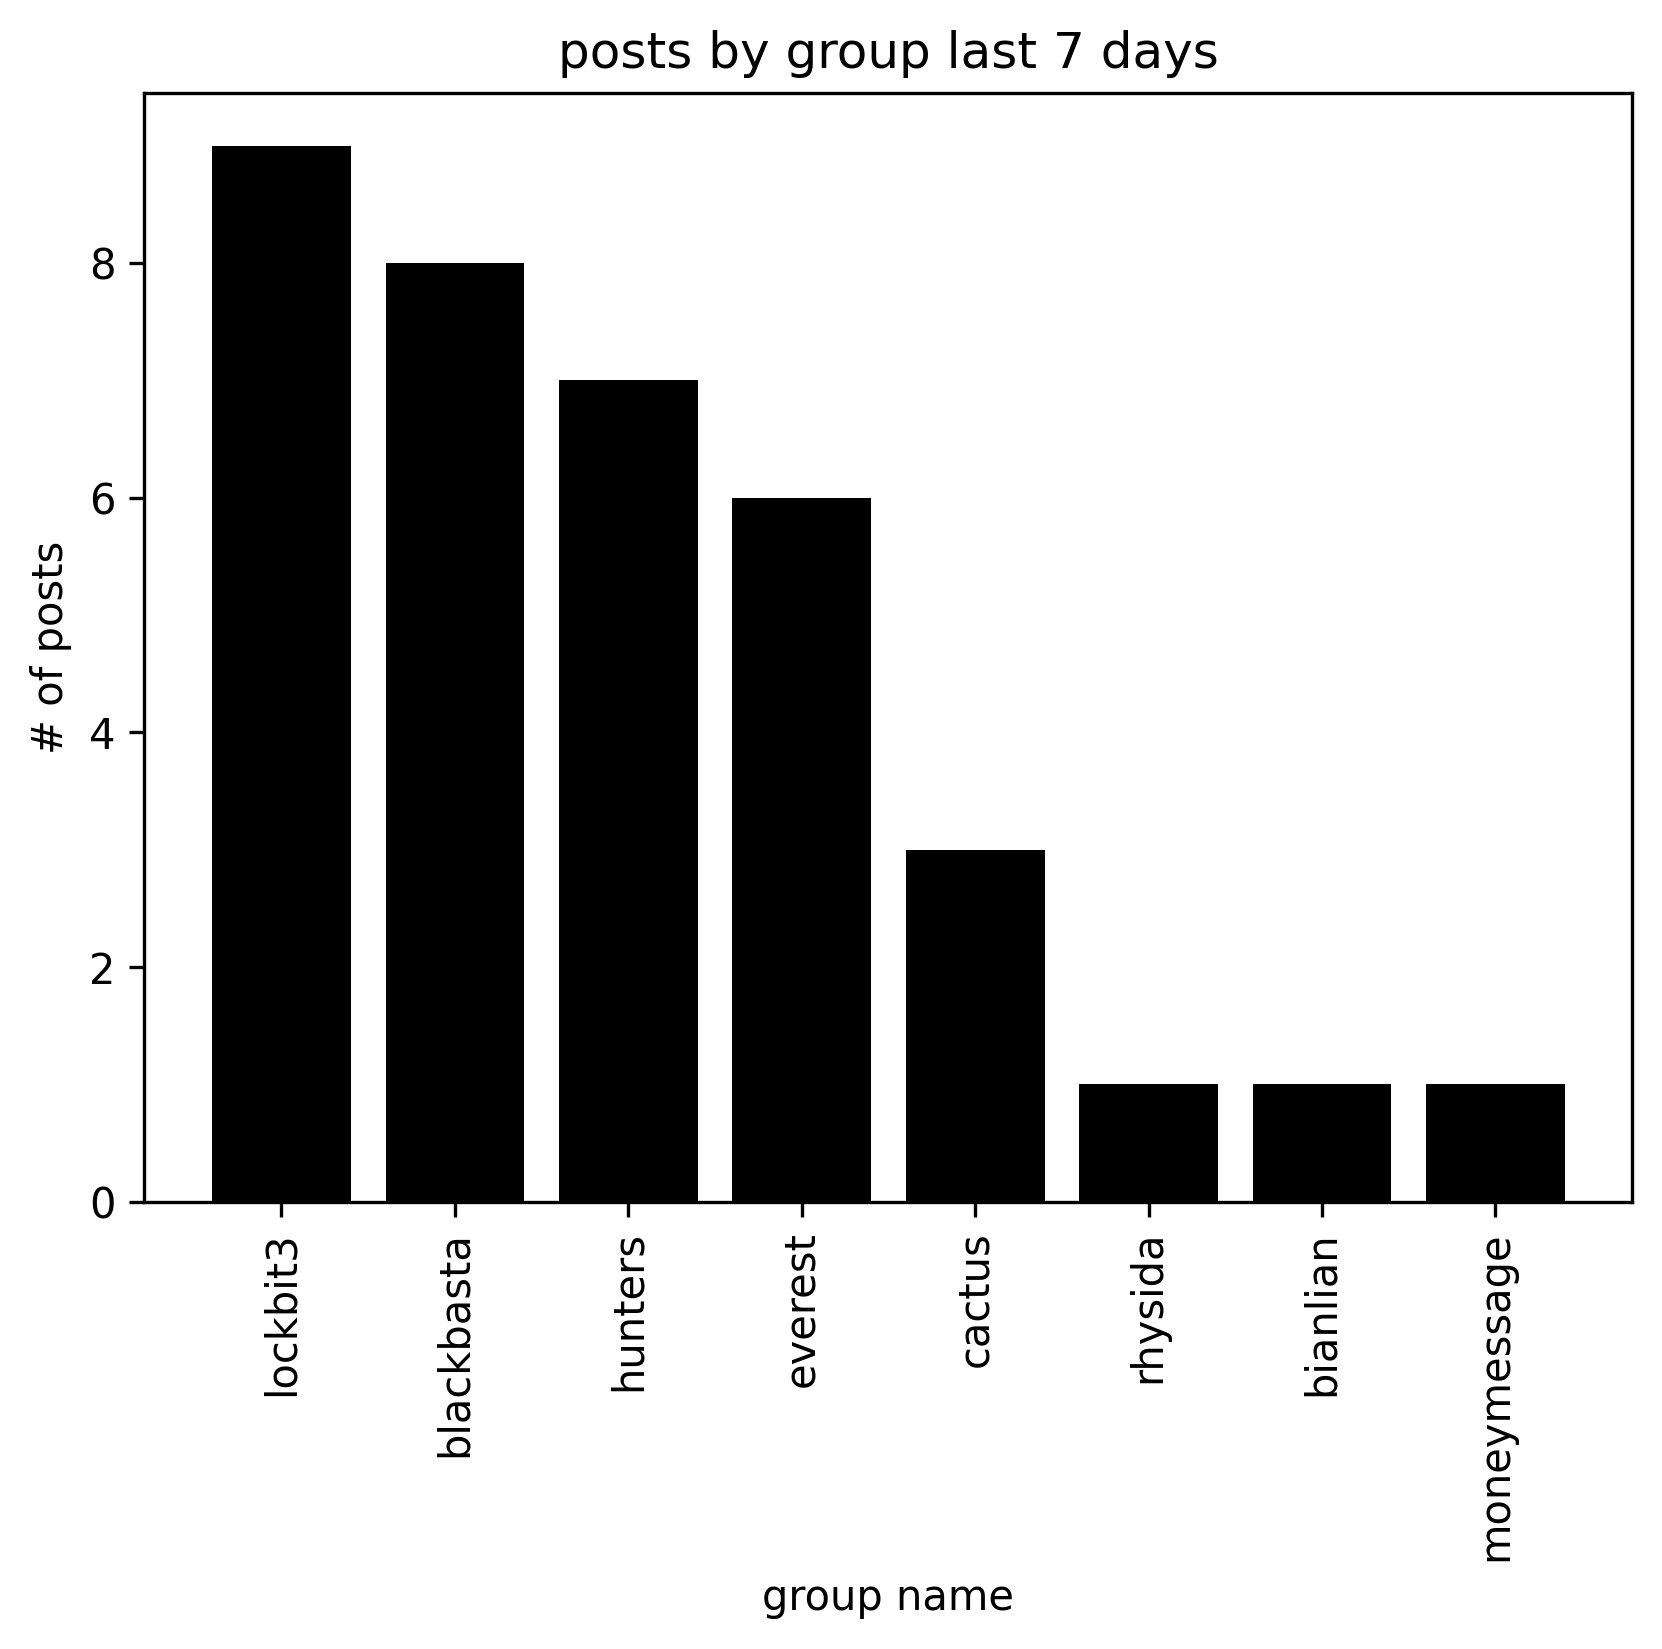 posts by group last 7 days
# of posts
8
6
4
2
0
lockbit3
blackbasta
hunters
everest
cactus
rhysida
bianlian
moneymessage
group name